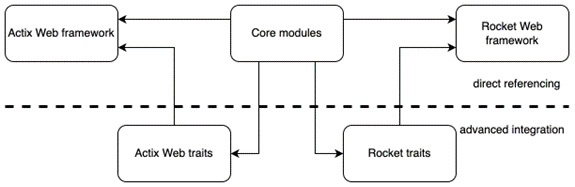 Actix Web framework
Core modules
Rocket Web
framework
direct referencing
advanced integration
Actix Web traits
Rocket traits